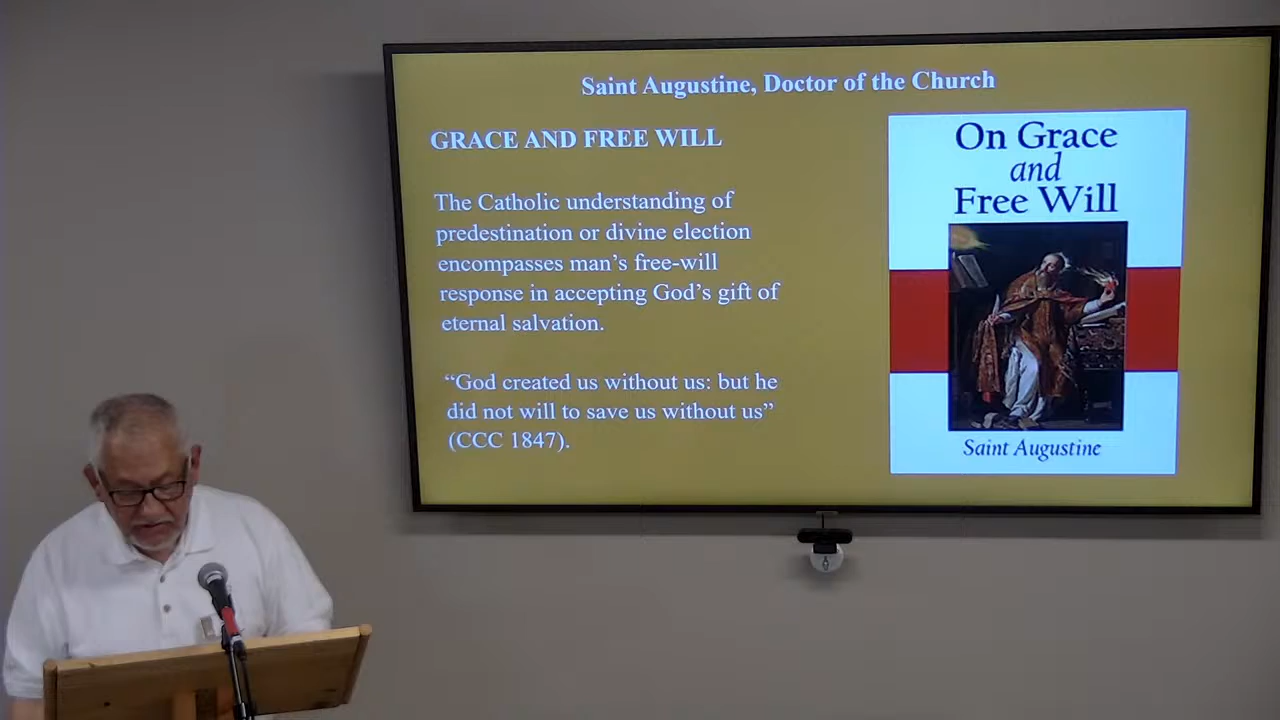 Saint Augustine, Doctor of the Church
GRACE AND FREE WILL
The Catholic understanding of
predestination or divine election
encompasses man's free-will
response in accepting God's gift of
eternal salvation.
“God created us without us: but he
did not will to save us without us”
(CCC 1847).
On Grace
and
Free Will
Saint Augustine